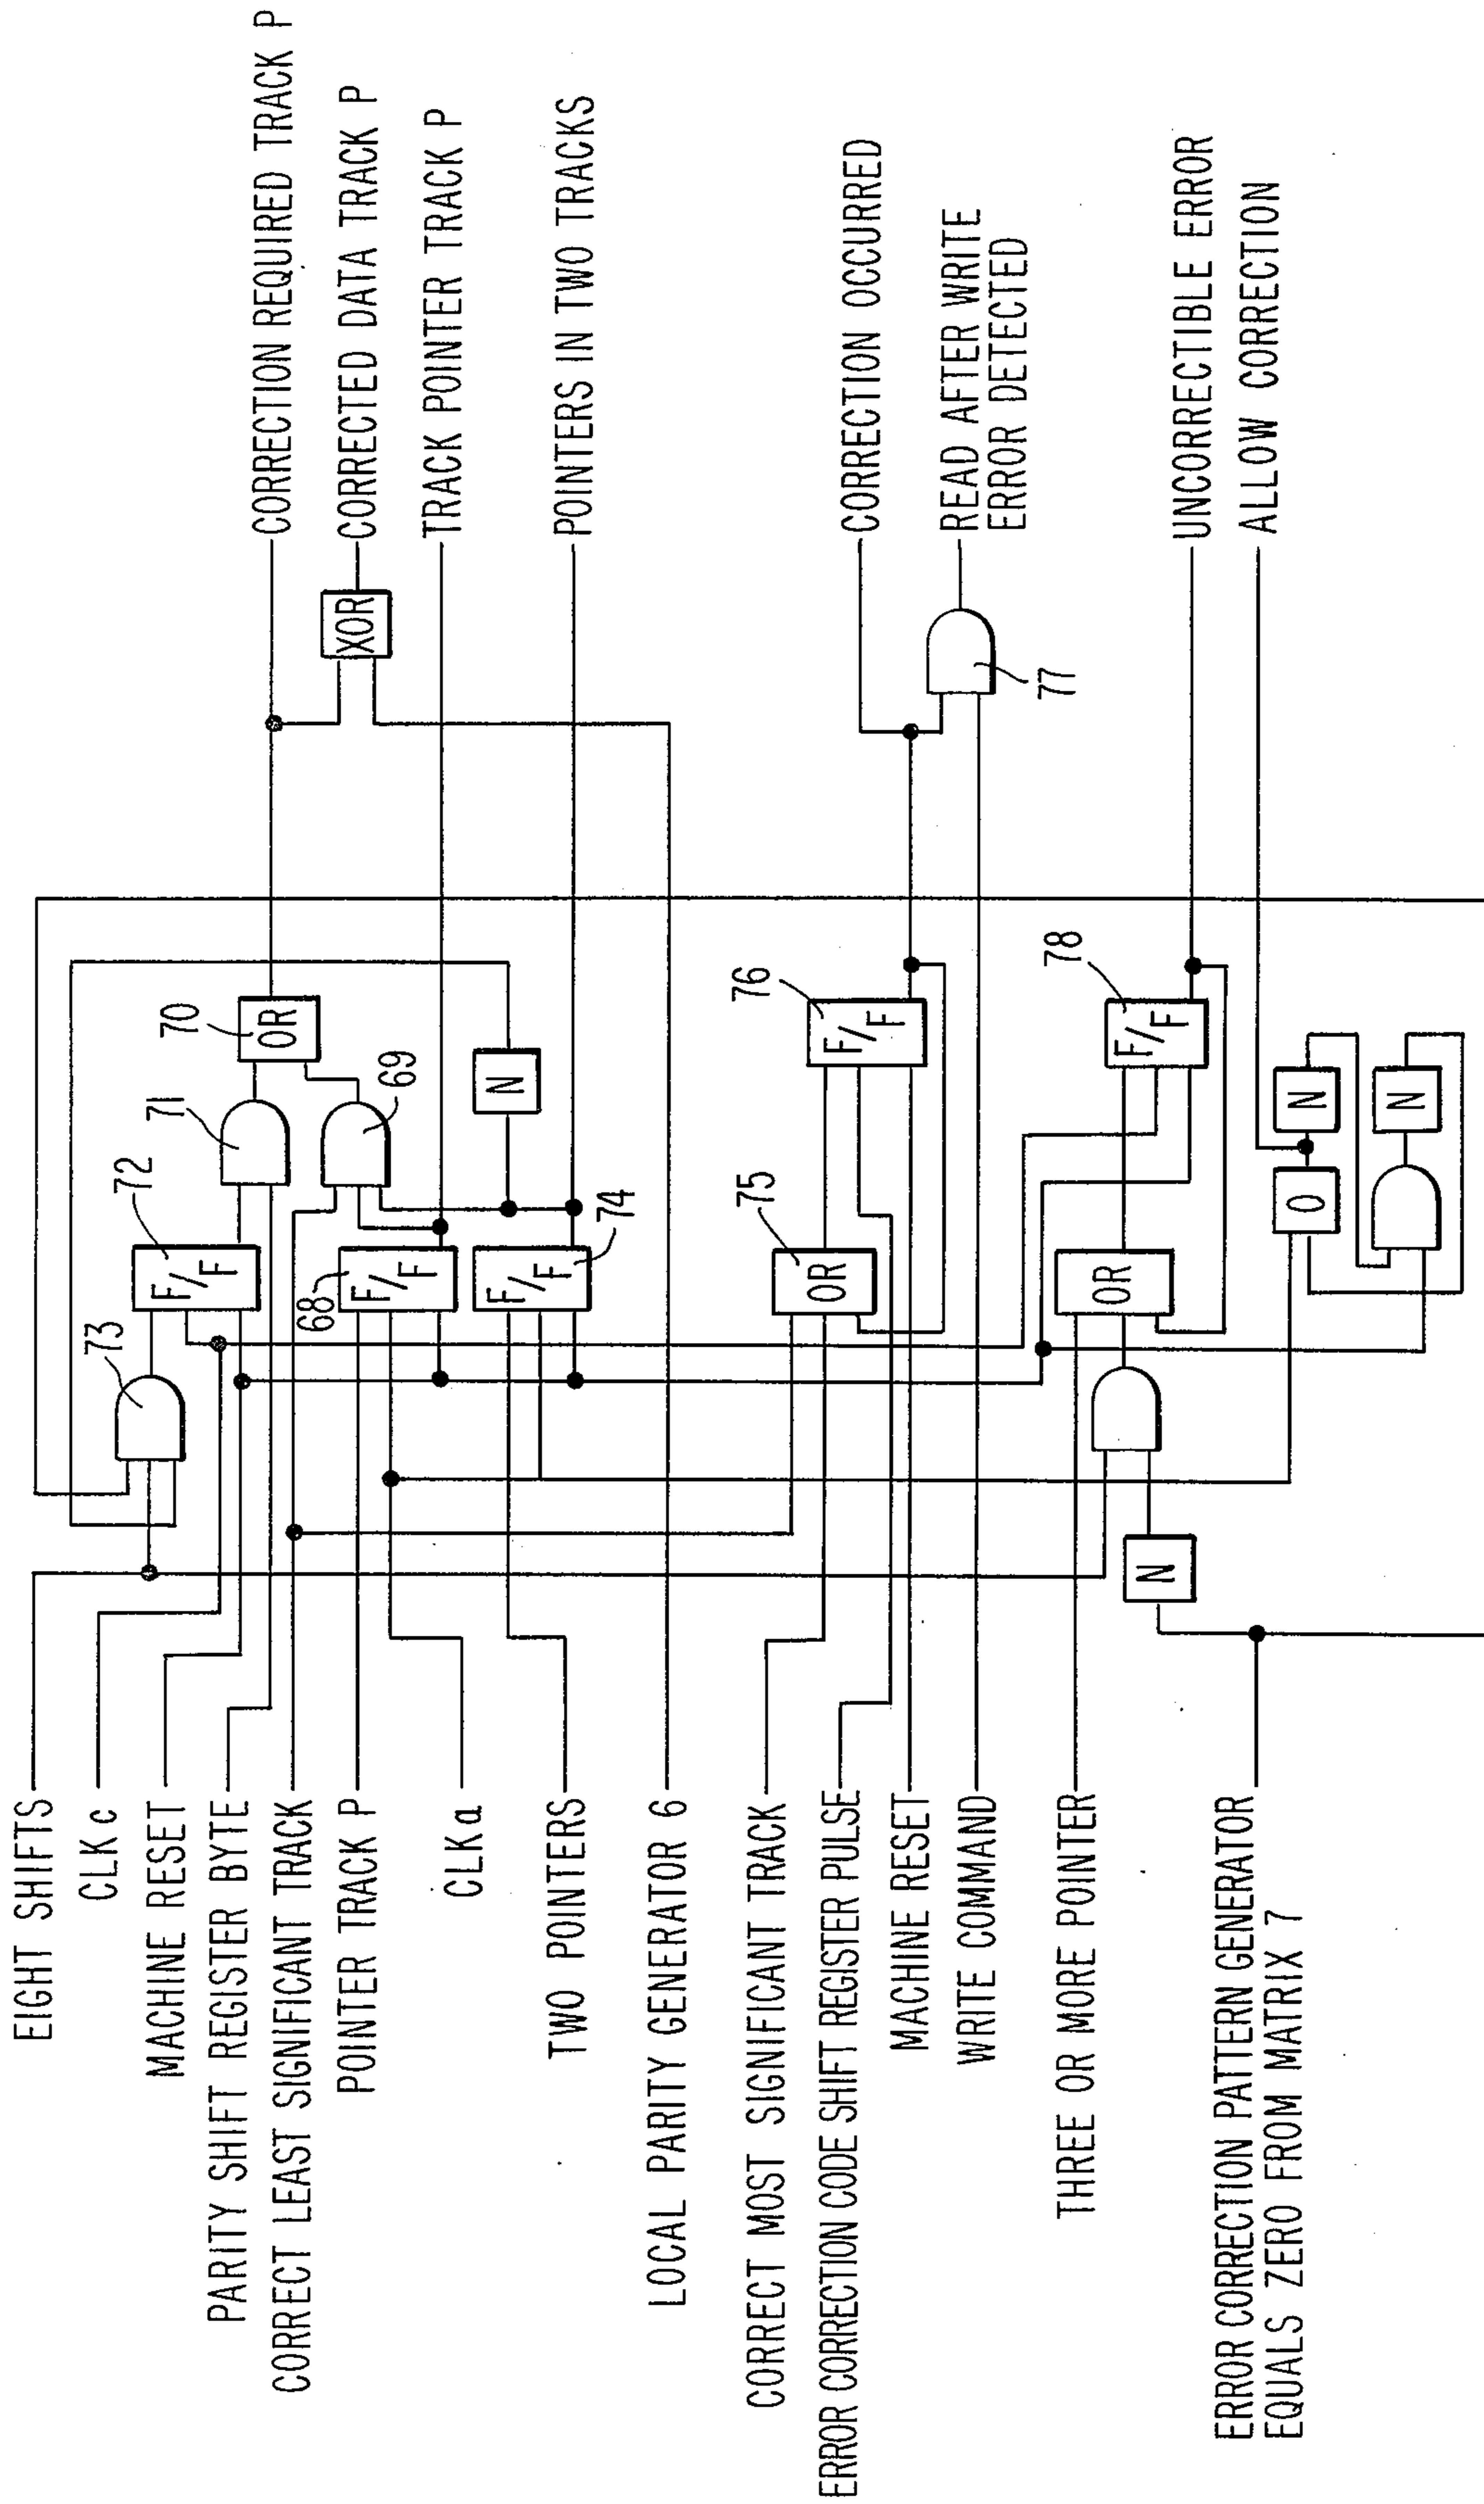 EIGHT SHIFTS
CLK c
MACHINE RESET
PARITY SHIFT REGISTER BYTE
CORRECT LEAST SIGNIFICANT TRACK
POINTER TRACK P
CLK a
TWO POINTERS
LOCAL PARITY GENERATOR 6
CORRECT MOST SIGNIFICANT TRACK
ERROR CORRECTION CODE SHIFT REGISTER PULSE
MACHINE RESET
WRITE COMMAND
THREE OR MORE POINTER
ERROR CORRECTION PATTERN GENERATOR
EQUALS ZERO FROM MATRIX 7
73
72
F/F
71
70
OR
68
F/F
69
F/F
74
N
XOR
75
OR
76
F/F
77
N
OR
78
F/F
O
N
N
CORRECTION REQUIRED TRACK P
CORRECTED DATA TRACK P
TRACK POINTER TRACK P
POINTERS IN TWO TRACKS
CORRECTION OCCURRED
READ AFTER WRITE
ERROR DETECTED
UNCORRECTIBLE ERROR
ALLOW CORRECTION